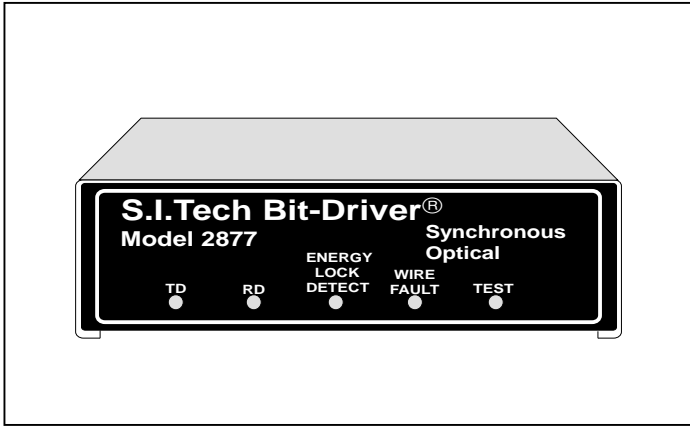 S.I.Tech Bit-Driver®
Model 2877
Synchronous
Optical
ENERGY
LOCK
DETECT
WIRE
FAULT
TD
RD
TEST